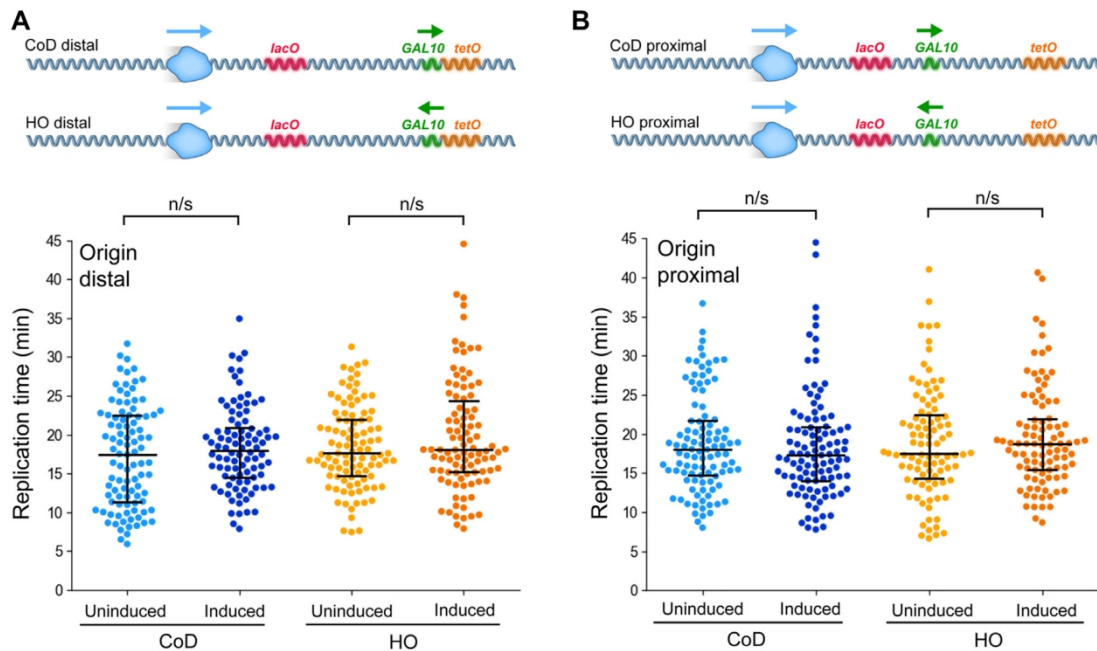 A
CoD distal
lacO
GAL10
tetO
HO distal
lacO
GAL10
tetO
n/s
n/s
Origin
distal
Replication time (min)
45
40
35
30
25
20
15
10
5
0
Uninduced
Induced
Uninduced
Induced
CoD
HO
B
CoD proximal
lacO
GAL10
tetO
HO proximal
lacO
GAL10
tetO
n/s
n/s
Origin
proximal
Replication time (min)
45
40
35
30
25
20
15
10
5
0
Uninduced
Induced
Uninduced
Induced
CoD
HO